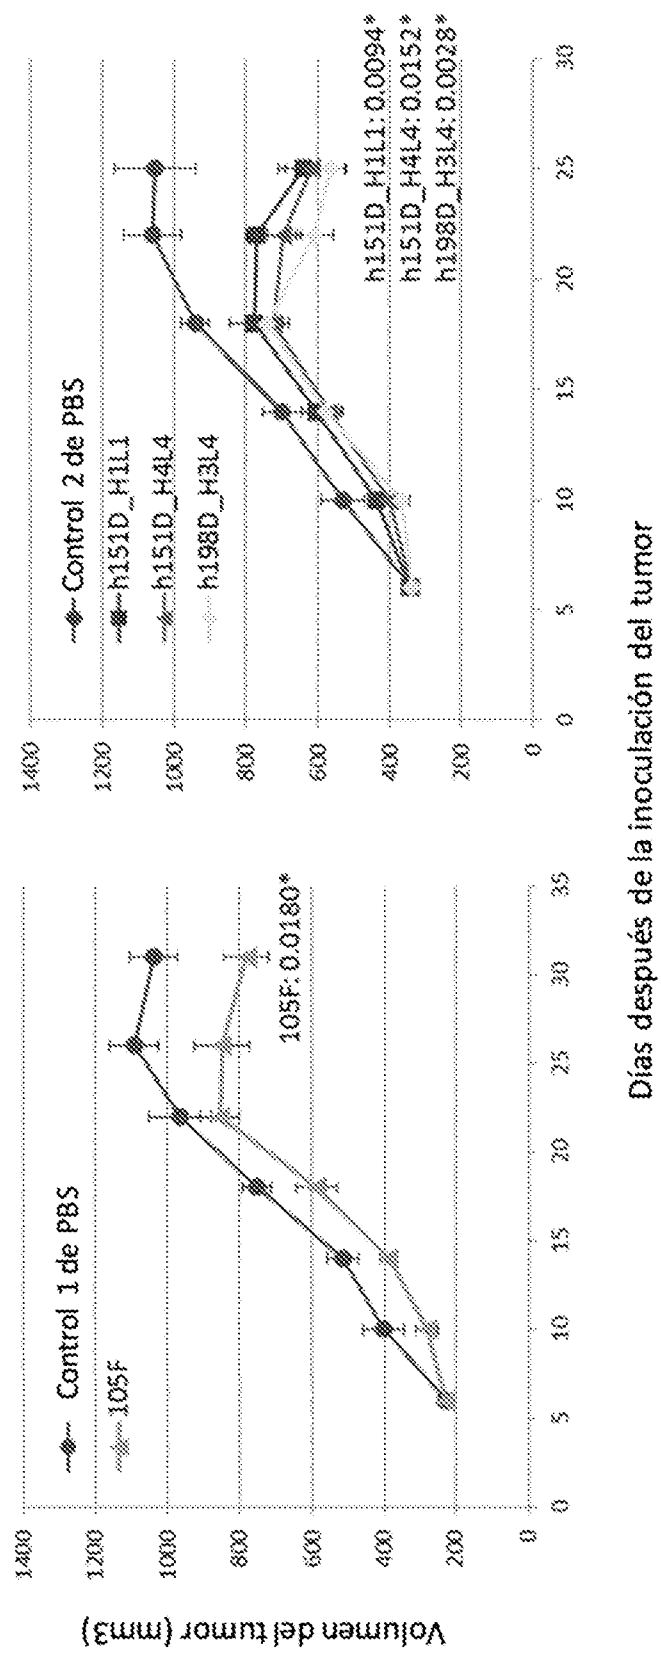 Volumen del tumor (mm3)
1400
1200
1000
800
600
400
200
0
0
5
10
15
20
25
30
35
Control 1 de PBS
105F
105F: 0.0180*
1400
1200
1000
800
600
400
200
0
0
5
10
15
20
25
30
Control 2 de PBS
h151D_H1L1
h151D_H4L4
h198D_H3L4
h151D_H1L1: 0.0094*
h151D_H4L4: 0.0152*
h198D_H3L4: 0.0028*
Días después de la inoculación del tumor